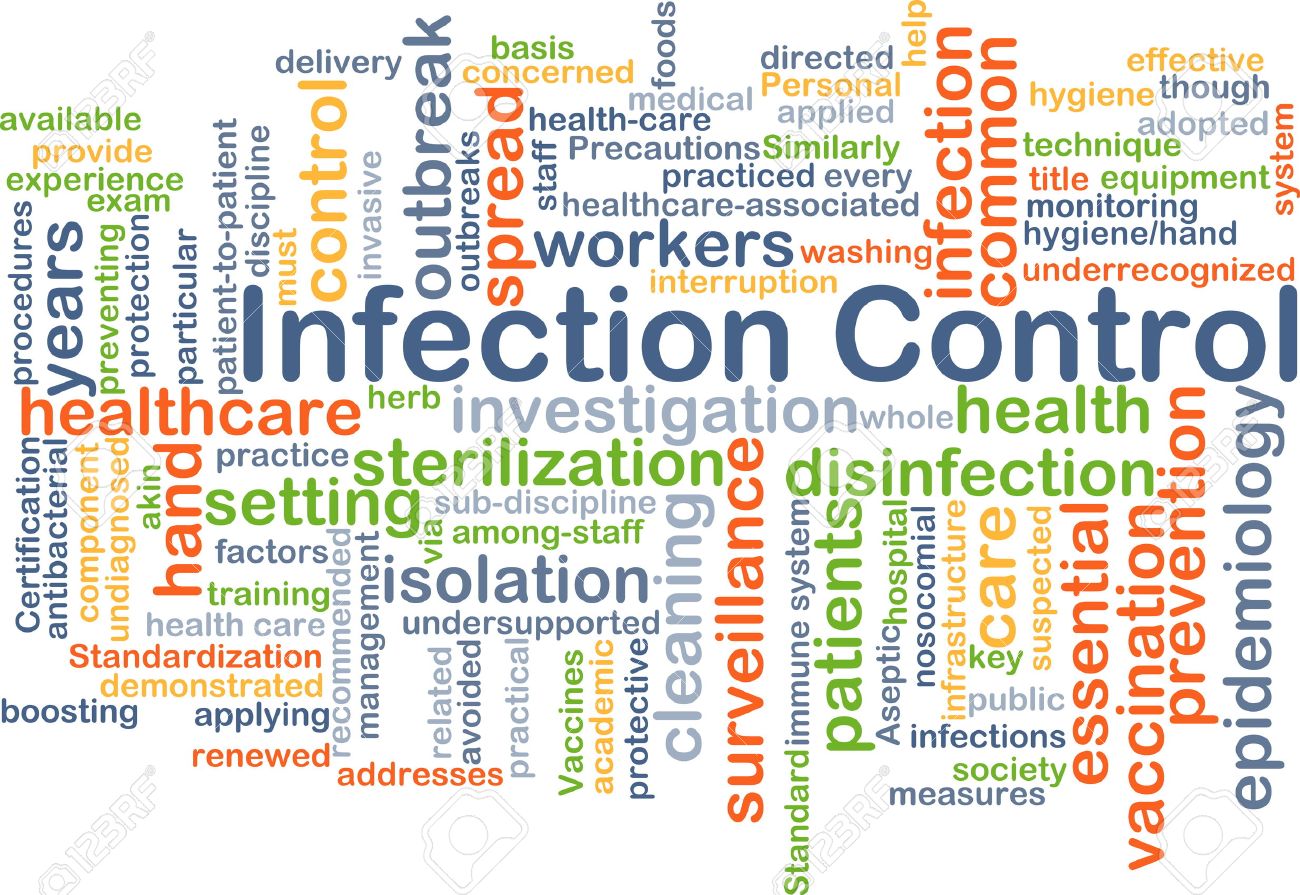 delivery
outbreak
basis
concerned
foods
directed
Personal
applied
help
infection
common
effective
though
hygiene
adopted
system
available
provide
experience
exam
patient-to-patient
discipline
control
invasive
must
outbreaks
spread
staff
medical
health-care
Precautions
Similarly
practiced
every
healthcare-associated
workers
washing
interruption
technique
title
equipment
monitoring
hygiene/hand
underrecognized
procedures
years
preventing
protection
particular
Infection Control
healthcare
herb
investigation
whole
health
prevention
epidemiology
Certification
antibacterial
component
undiagnosed
akin
hand
practice
sterilization
setting
via
sub-discipline
among-staff
cleaning
surveillance
disinfection
factors
training
health care
Standardization
demonstrated
boosting
applying
renewed
recommended
management
isolation
undersupported
addresses
related
avoided
practical
Vaccines
academic
protective
Standard
immune system
patients
Aseptic
hospital
nosocomial
infrastructure
care
key
suspected
essential
vaccination
public
infections
society
measures
123RF